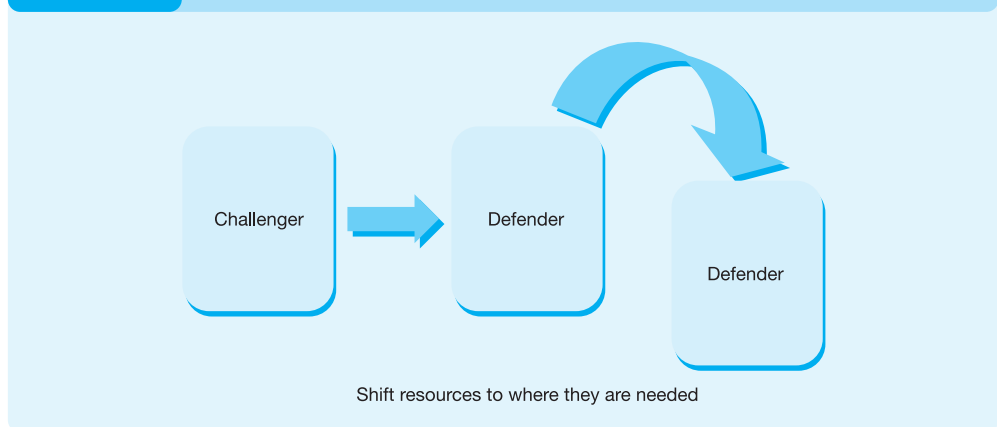 Challenger
Defender
Defender
Shift resources to where they are needed